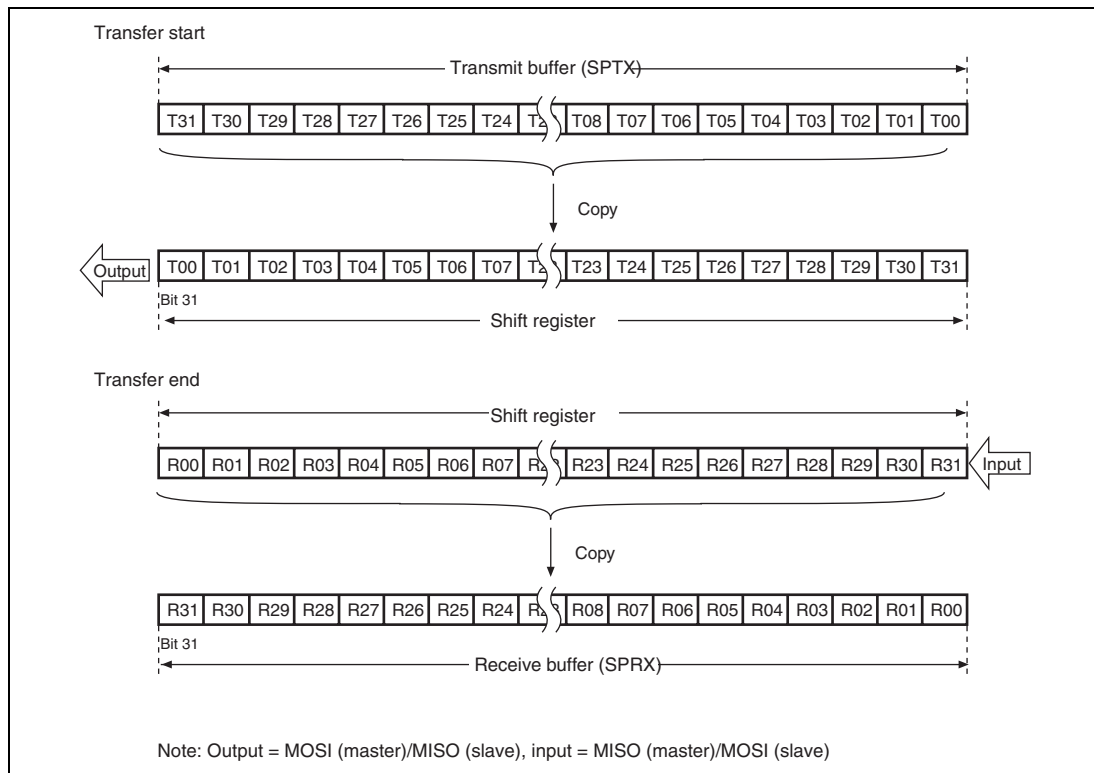 Transfer start
Transmit buffer (SPTX)
T31 T30 T29 T28 T27 T26 T25 T24 T08 T07 T06 T05 T04 T03 T02 T01 T00
Copy
Output T00 T01 T02 T03 T04 T05 T06 T07 T23 T24 T25 T26 T27 T28 T29 T30 T31
Bit 31
Shift register
Transfer end
Shift register
R00 R01 R02 R03 R04 R05 R06 R07 R23 R24 R25 R26 R27 R28 R29 R30 R31 Input
Copy
R31 R30 R29 R28 R27 R26 R25 R24 R08 R07 R06 R05 R04 R03 R02 R01 R00
Bit 31
Receive buffer (SPRX)
Note: Output = MOSI (master)/MISO (slave), input = MISO (master)/MOSI (slave)